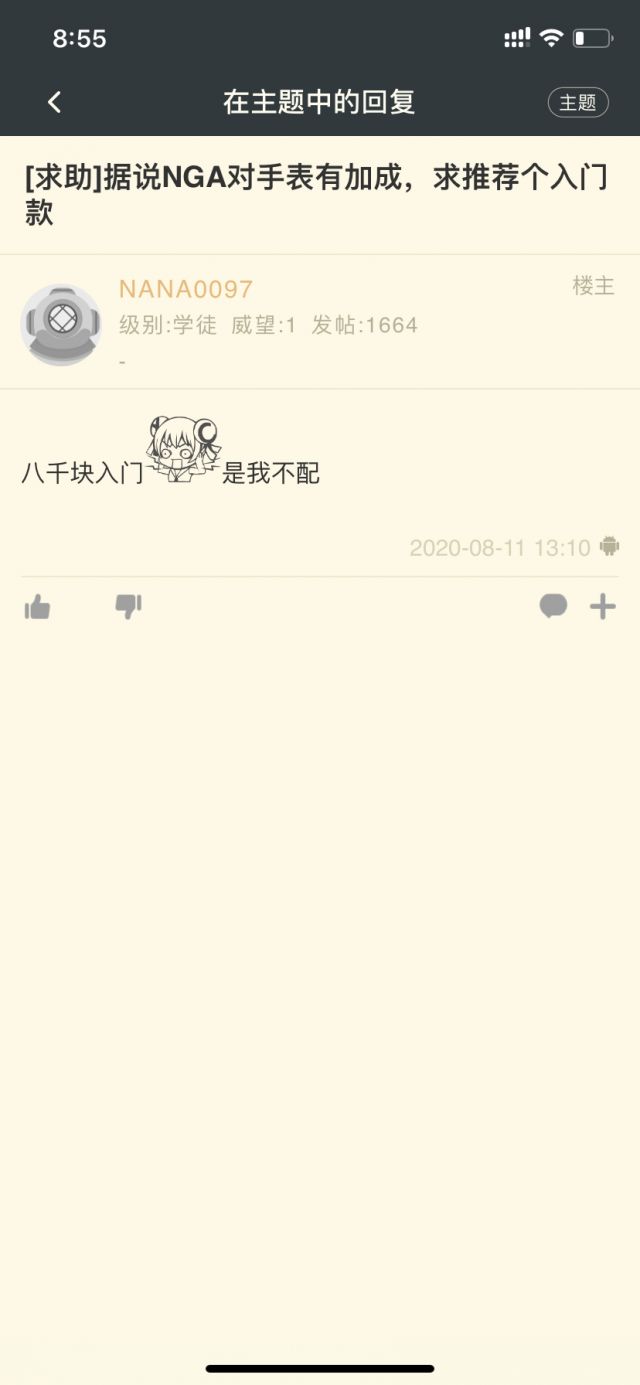 8:55
在主题中的回复
主题
[求助]据说NGA对手表有加成，求推荐个入门
款
NANA0097
楼主
级别:学徒 威望:1 发帖:1664
-
八千块入门是我不配
2020-08-11 13:10